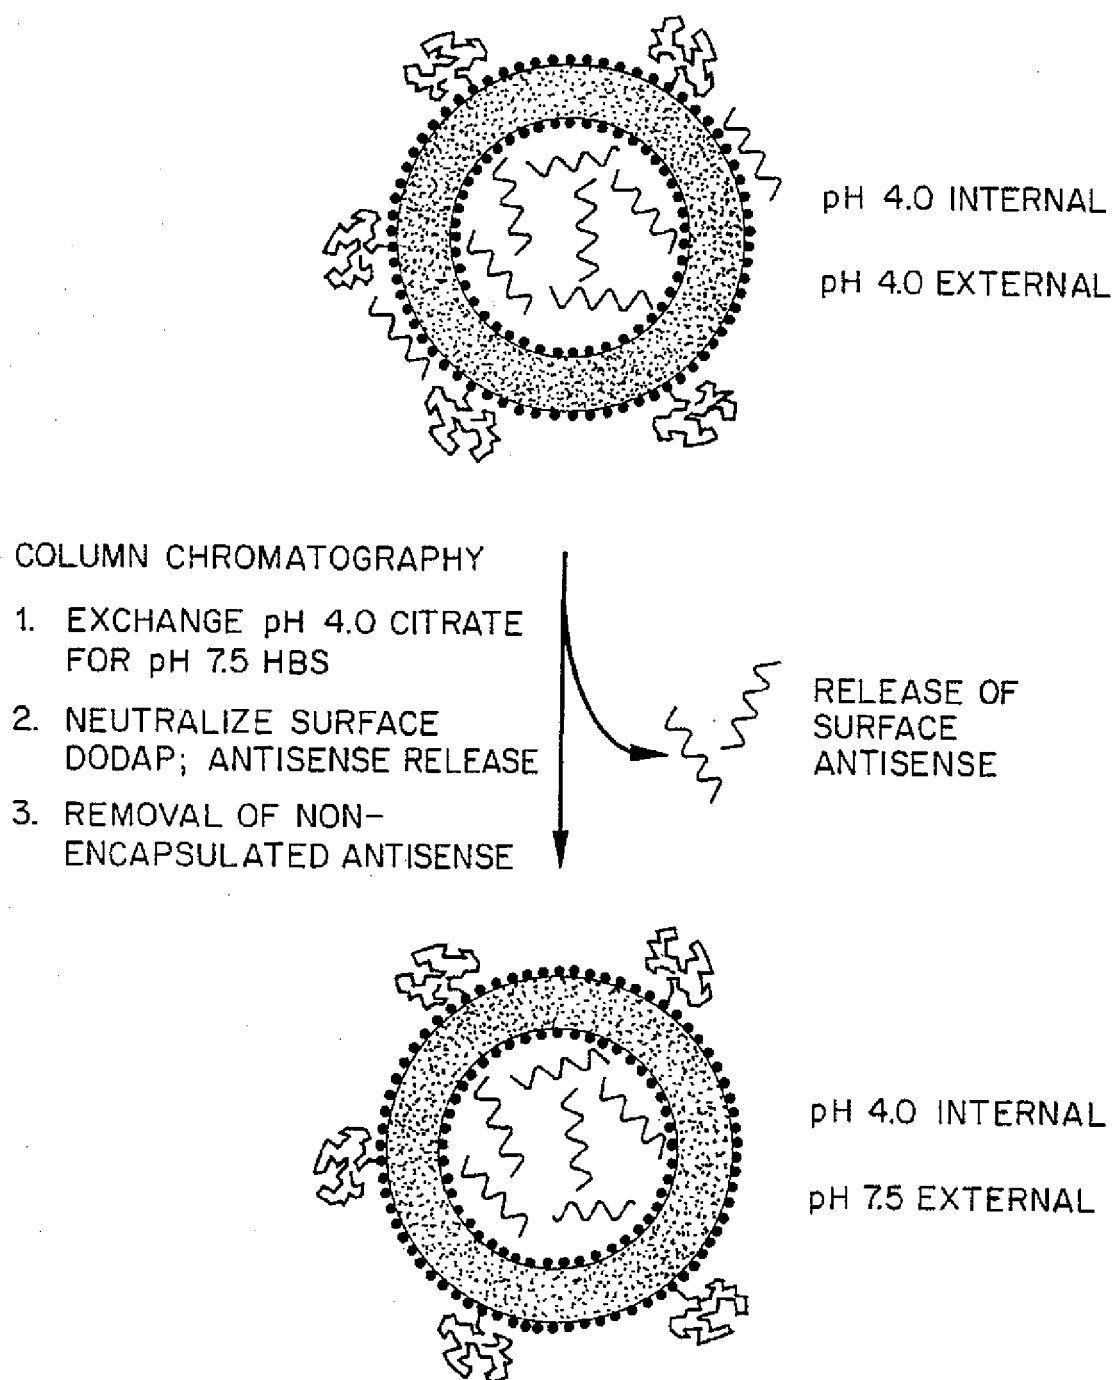 pH 4.0 INTERNAL
pH 4.0 EXTERNAL
COLUMN CHROMATOGRAPHY
1. EXCHANGE pH 4.0 CITRATE
FOR pH 7.5 HBS
2. NEUTRALIZE SURFACE
DODAP; ANTISENSE RELEASE
3. REMOVAL OF NON-
ENCAPSULATED ANTISENSE
RELEASE OF
SURFACE
ANTISENSE
pH 4.0 INTERNAL
pH 7.5 EXTERNAL